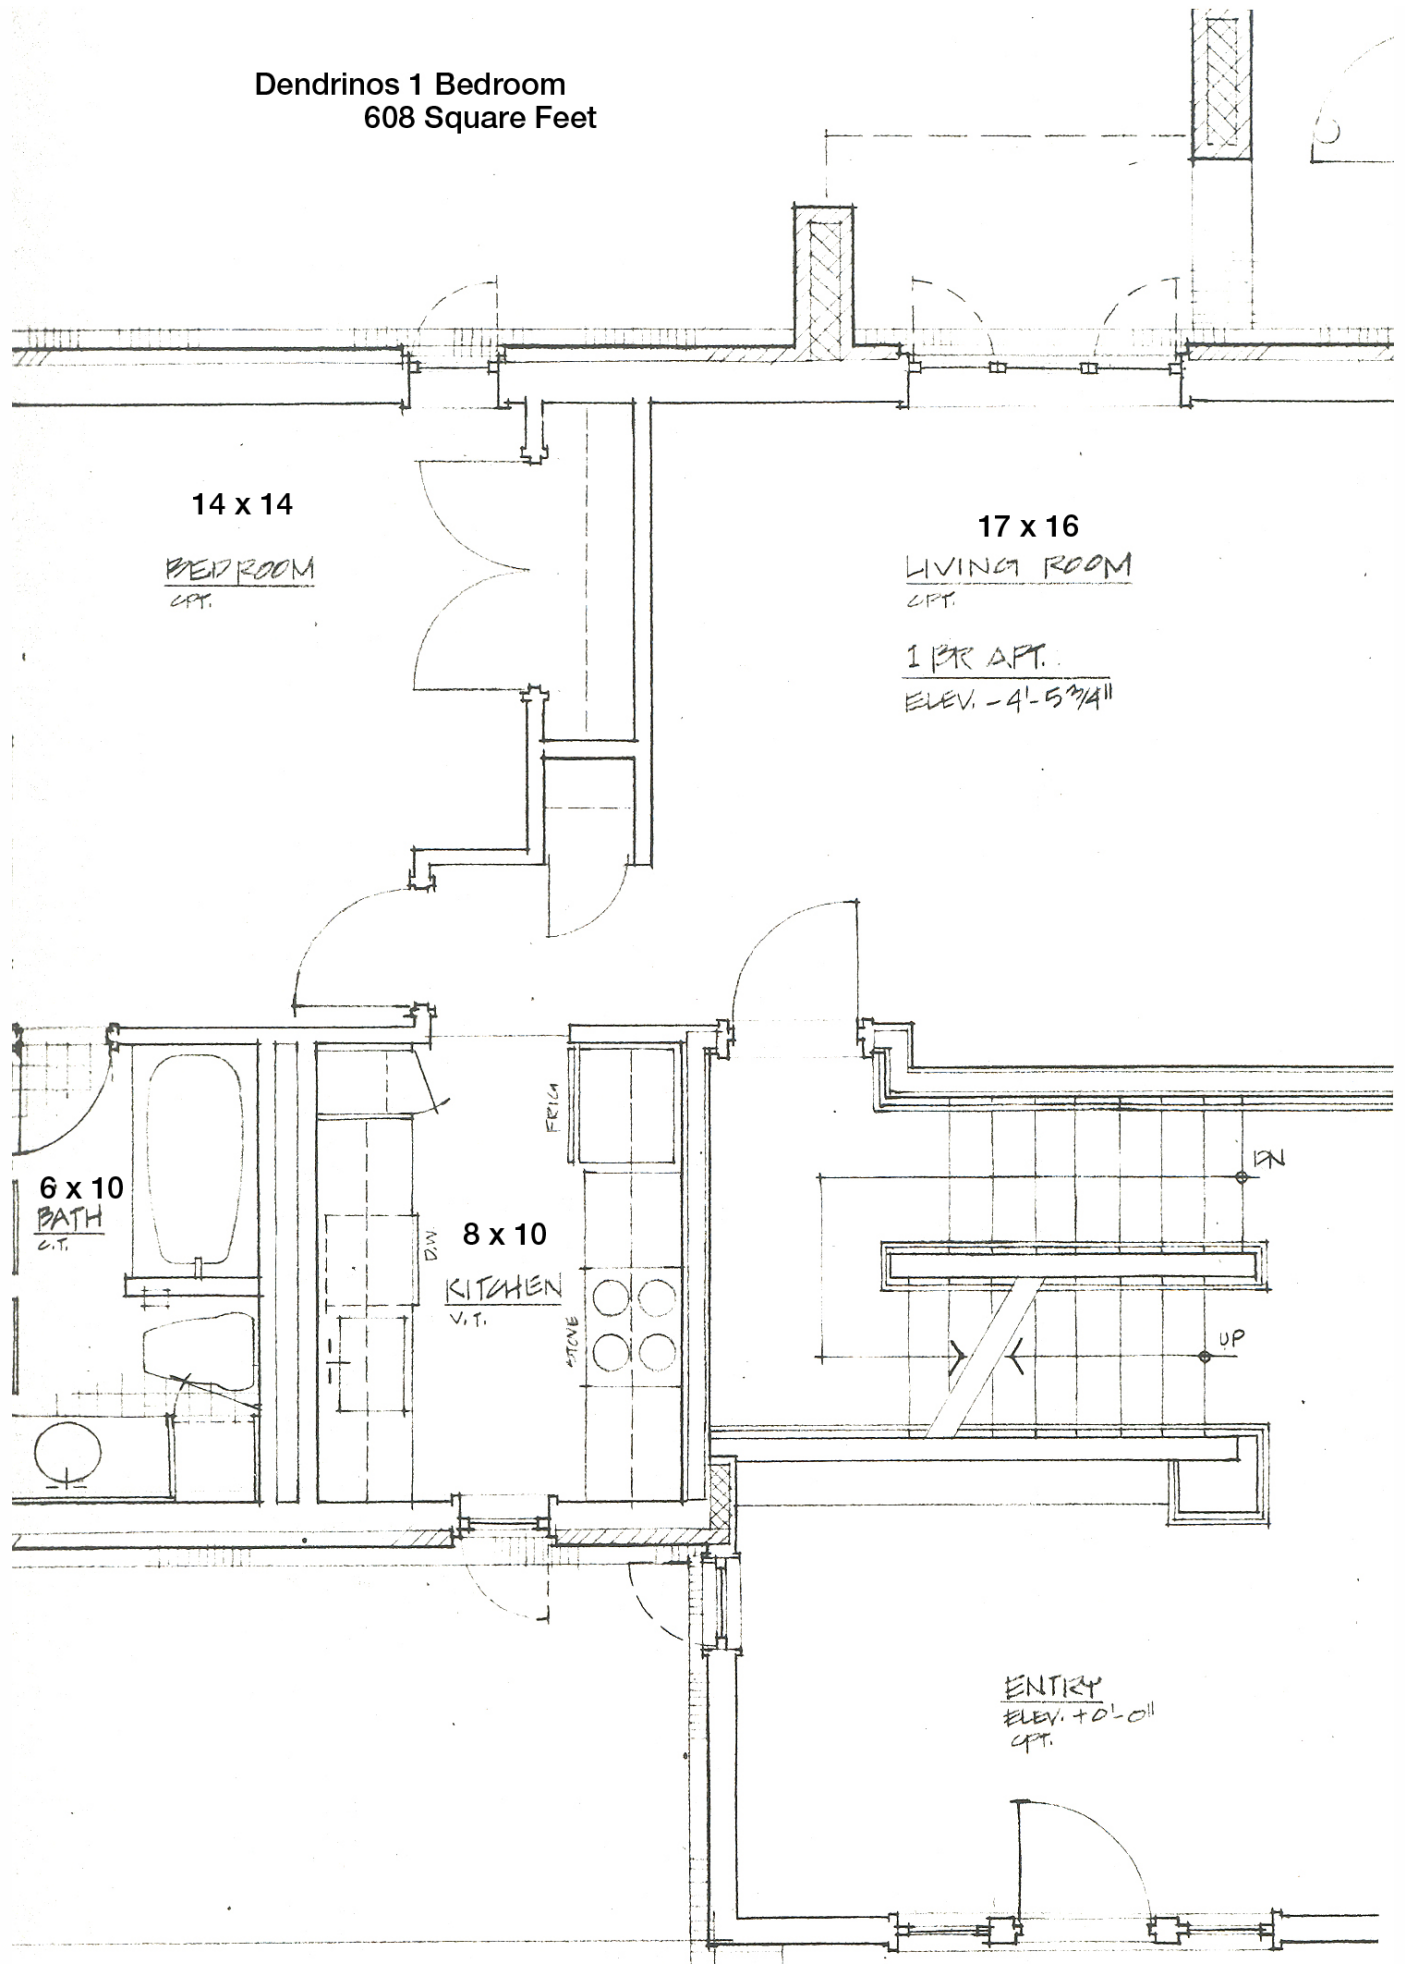 Dendrinos 1 Bedroom
608 Square Feet
14 x 14
BEDROOM
CPT.
17 x 16
LIVING ROOM
CPT.
1 BR APT.
ELEV. -4'-5 3/4"
FRIG
DN
6 x 10
BATH
C.T.
D.W
8 x 10
KITCHEN
V.T.
STOVE
UP
ENTRY
ELEV. +0'-0"
CPT.